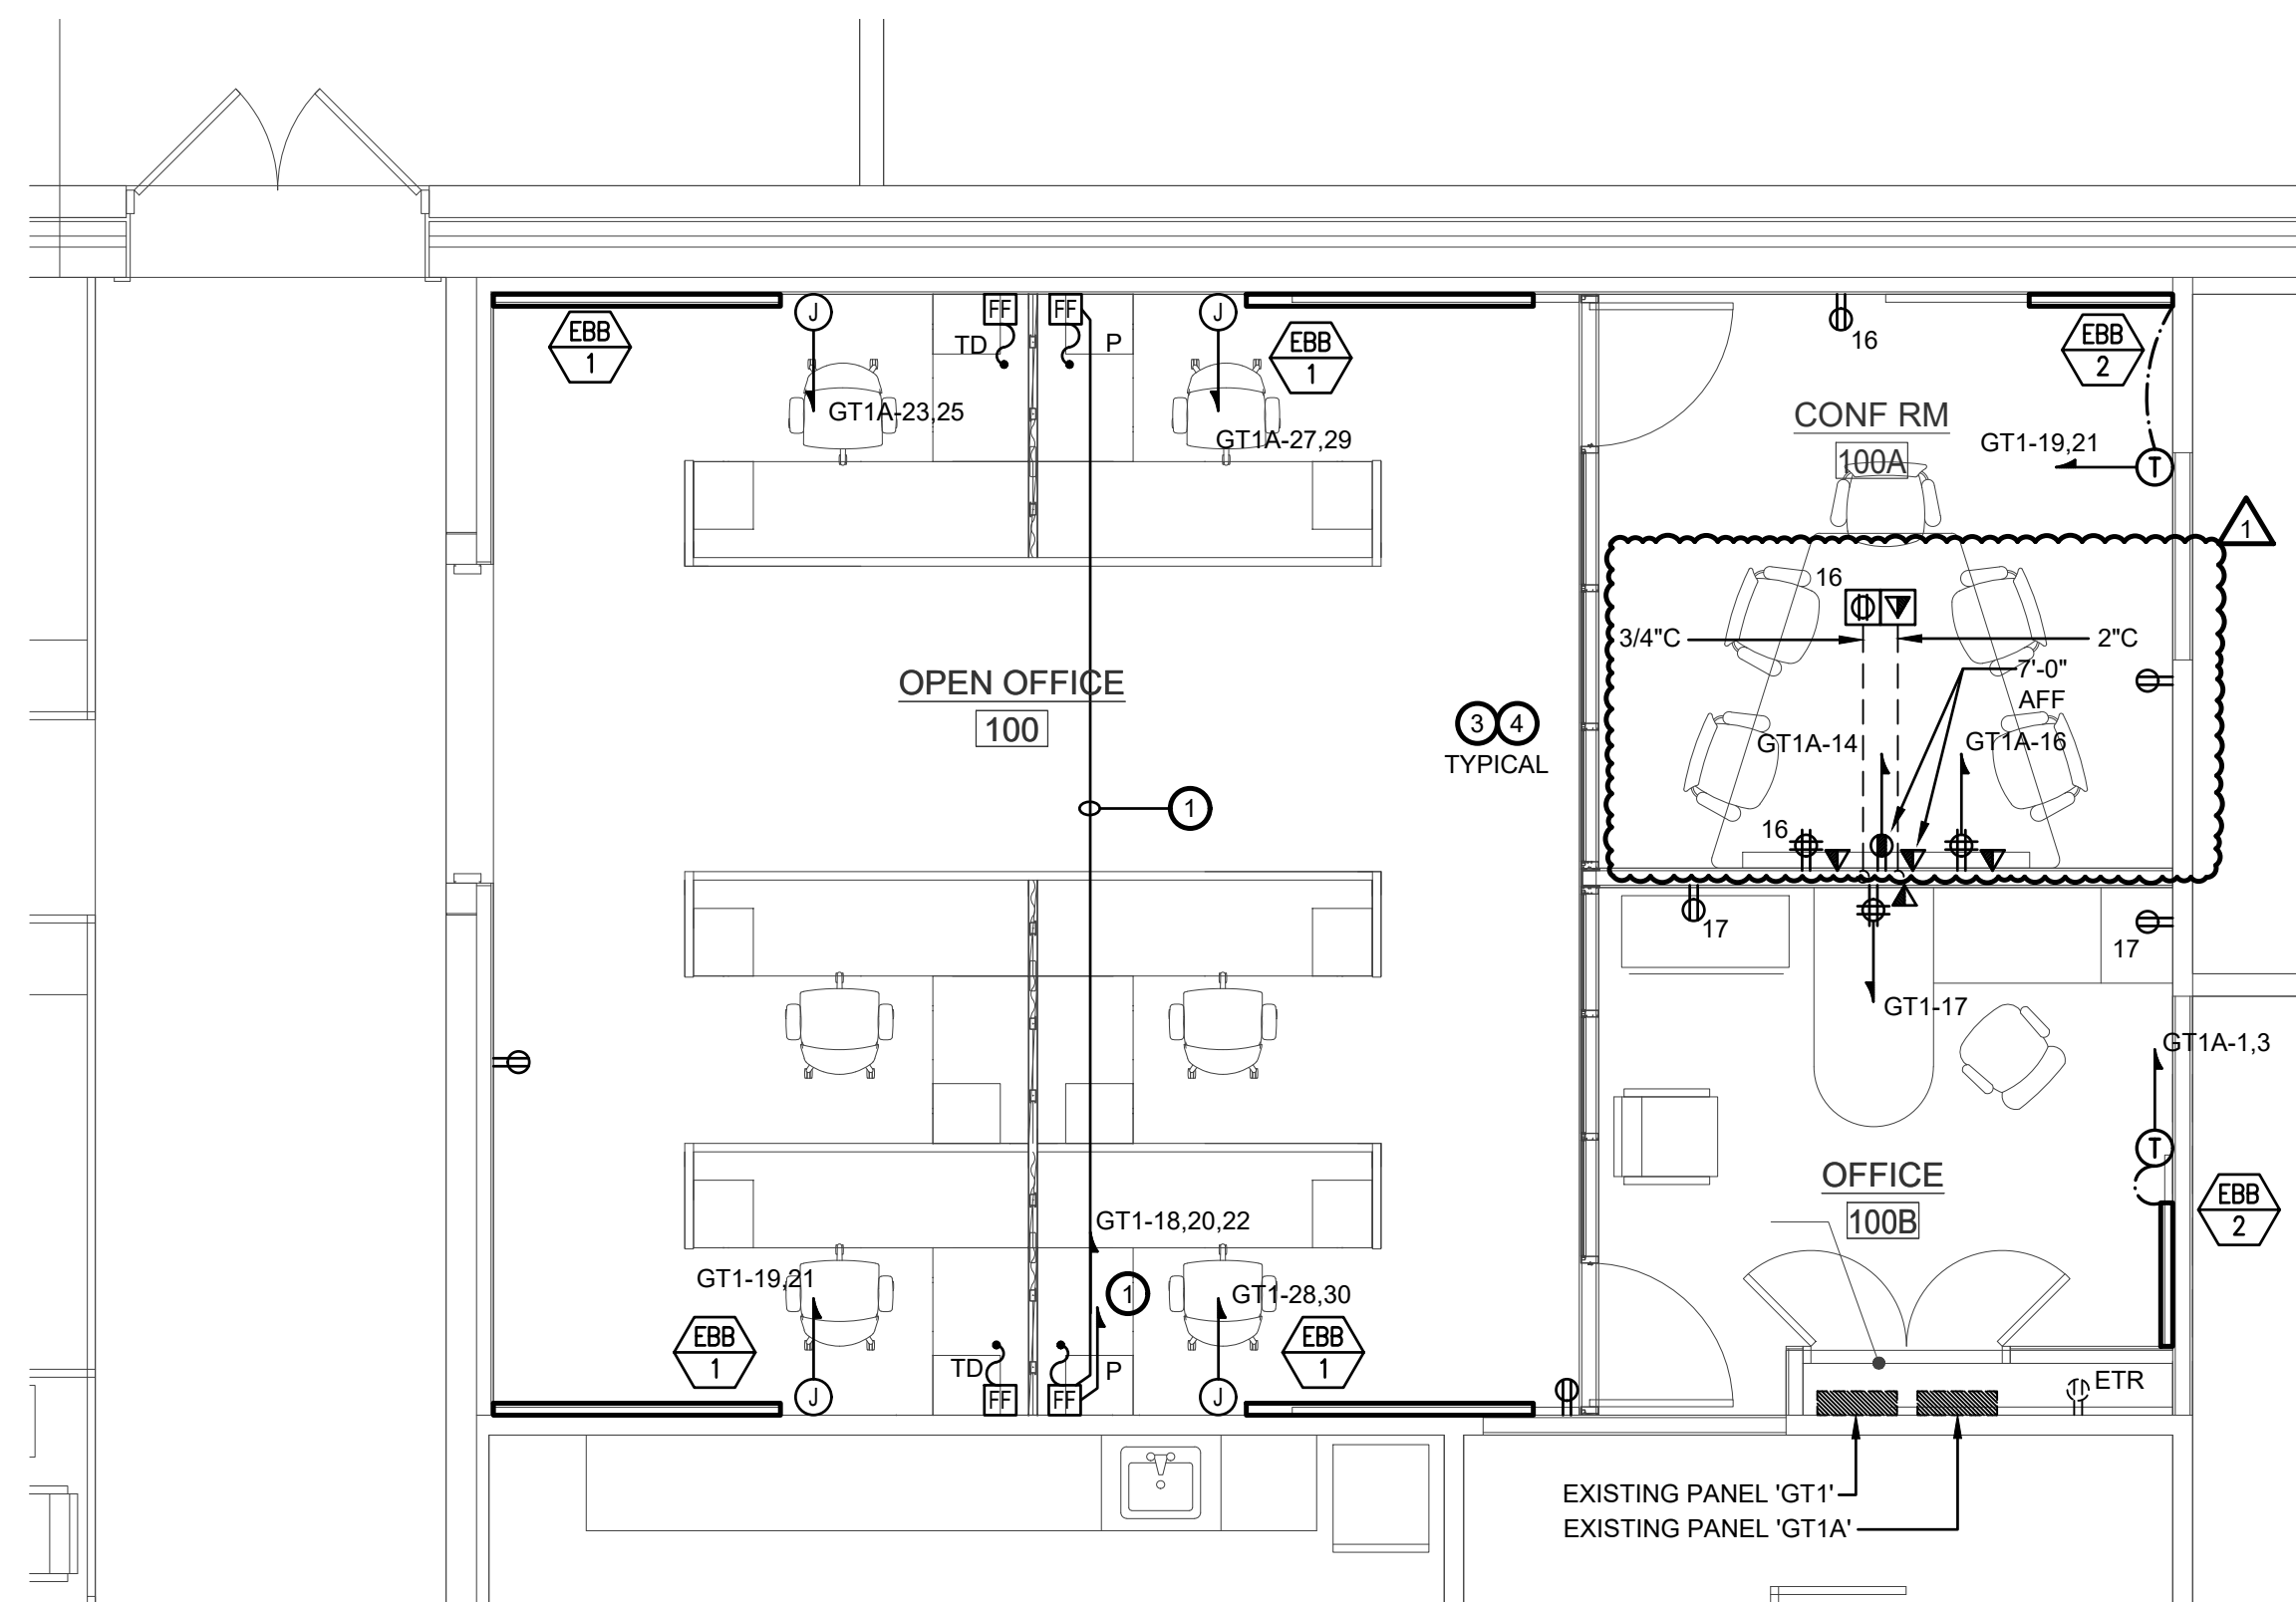 J
FF
FF
J
EBB
1
TD
P
EBB
1
16
EBB
2
GT1A-23,25
GT1A-27,29
CONF RM
100A
GT1-19,21
T
1
16
3/4"C
2"C
7'-0"
AFF
OPEN OFFICE
100
3 4
TYPICAL
GT1A-14
GT1A-16
1
16
17
17
GT1-17
GT1A-1,3
T
OFFICE
100B
EBB
2
GT1-18,20,22
GT1-19,21
1
GT1-28,30
EBB
1
TD
P
EBB
1
J
FF
FF
J
ETR
EXISTING PANEL 'GT1'
EXISTING PANEL 'GT1A'